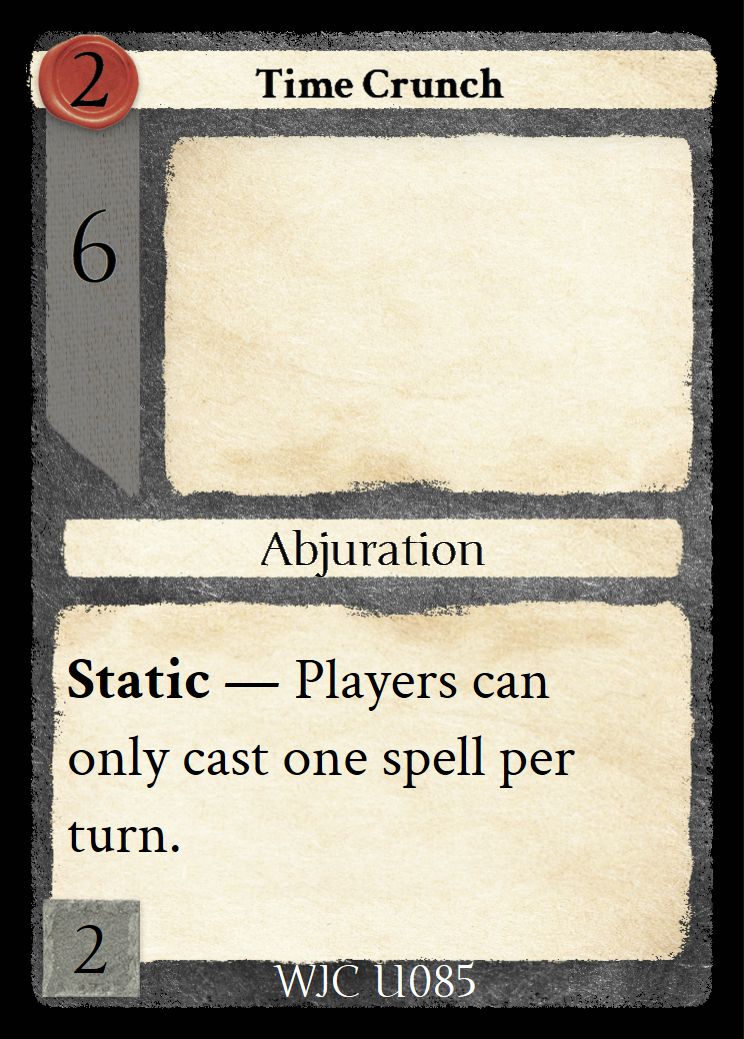 2
Time Crunch
6
Abjuration
Static — Players can
only cast one spell per
turn.
2
WJC U085